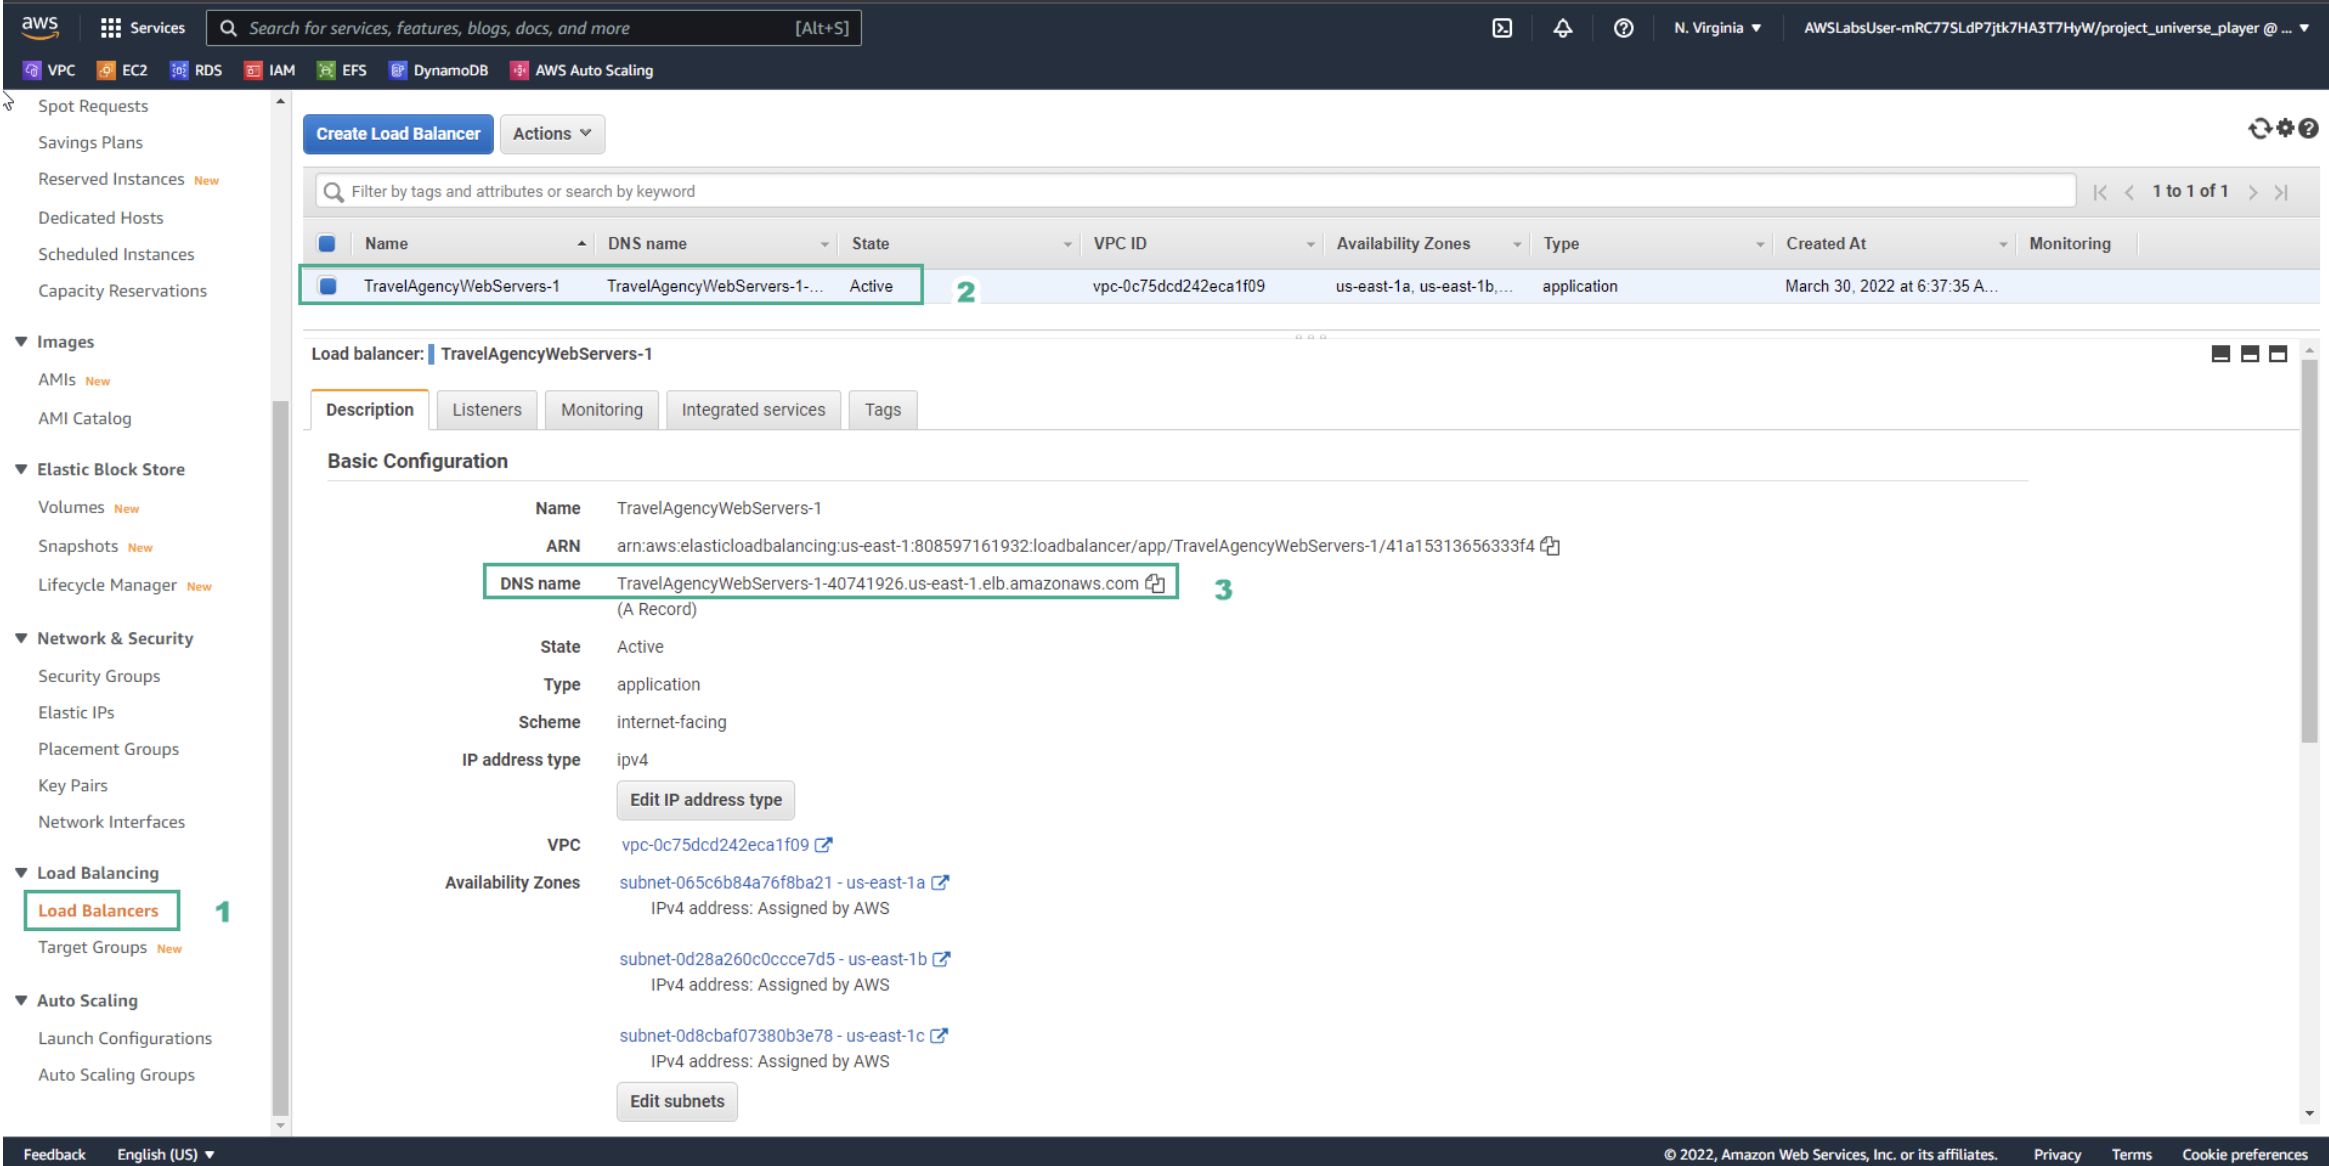 aws Services Search for services, features, blogs, docs, and more [Alt+S] N. Virginia ▼ AWSLabsUser-mRC77SLdP7jtk7HA3T7HyW/project_universe_player @ ... ▼
VPC EC2 RDS IAM EFS DynamoDB AWS Auto Scaling
Spot Requests
Savings Plans
Reserved Instances New
Dedicated Hosts
Scheduled Instances
Capacity Reservations
▼ Images
AMIs New
AMI Catalog
▼ Elastic Block Store
Volumes New
Snapshots New
Lifecycle Manager New
▼ Network & Security
Security Groups
Elastic IPs
Placement Groups
Key Pairs
Network Interfaces
▼ Load Balancing
Load Balancers 1
Target Groups New
▼ Auto Scaling
Launch Configurations
Auto Scaling Groups
Create Load Balancer Actions
Filter by tags and attributes or search by keyword 1 to 1 of 1
Name DNS name State VPC ID Availability Zones Type Created At Monitoring
TravelAgencyWebServers-1 TravelAgencyWebServers-1-... Active 2 vpc-0c75dcd242eca1f09 us-east-1a, us-east-1b,... application March 30, 2022 at 6:37:35 A...
Load balancer: TravelAgencyWebServers-1
Description Listeners Monitoring Integrated services Tags
Basic Configuration
Name TravelAgencyWebServers-1
ARN arn:aws:elasticloadbalancing:us-east-1:808597161932:loadbalancer/app/TravelAgencyWebServers-1/41a15313656333f4
DNS name TravelAgencyWebServers-1-40741926.us-east-1.elb.amazonaws.com 3
(A Record)
State Active
Type application
Scheme internet-facing
IP address type ipv4
Edit IP address type
VPC vpc-0c75dcd242eca1f09
Availability Zones subnet-065c6b84a76f8ba21 - us-east-1a
IPv4 address: Assigned by AWS
subnet-0d28a260c0ccce7d5 - us-east-1b
IPv4 address: Assigned by AWS
subnet-0d8cbaf07380b3e78 - us-east-1c
IPv4 address: Assigned by AWS
Edit subnets
Feedback English (US) ▼ © 2022, Amazon Web Services, Inc. or its affiliates. Privacy Terms Cookie preferences